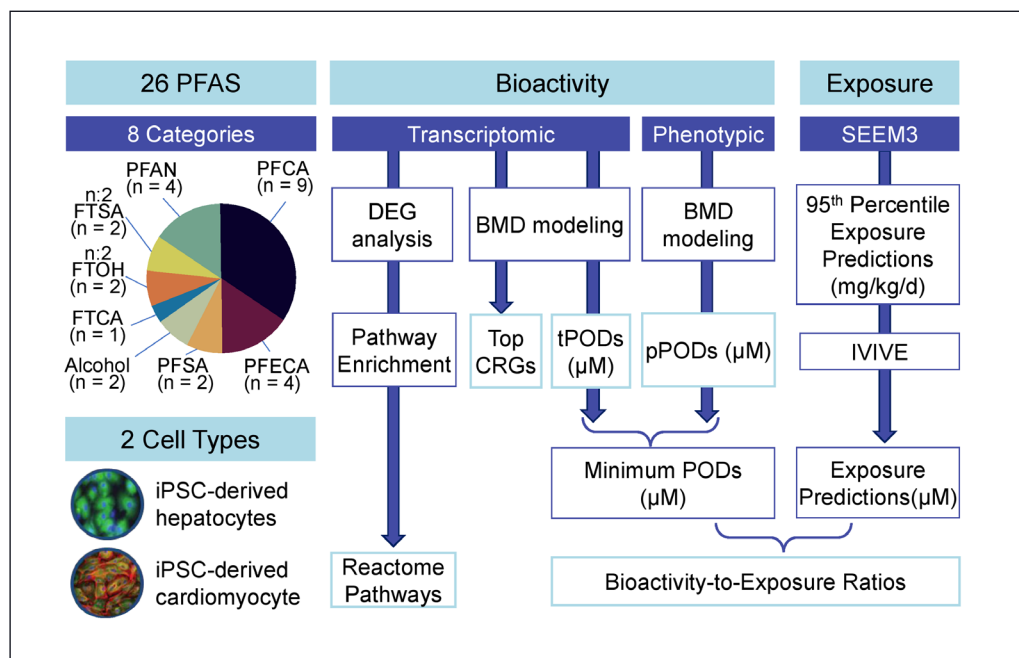 26 PFAS
8 Categories
PFAN
(n = 4)
PFCA
(n = 9)
n:2
FTSA
(n = 2)
n:2
FTOH
(n = 2)
FTCA
(n = 1)
Alcohol
(n = 2)
PFSA
(n = 2)
PFECA
(n = 4)
2 Cell Types
iPSC-derived
hepatocytes
iPSC-derived
cardiomyocyte
Bioactivity
Transcriptomic
Phenotypic
DEG
analysis
BMD modeling
BMD
modeling
Pathway
Enrichment
Top
CRGs
tPODs
(µM)
pPODs (µM)
Minimum PODs
(µM)
Reactome
Pathways
Exposure
SEEM3
95th Percentile
Exposure
Predictions
(mg/kg/d)
IVIVE
Exposure
Predictions(µM)
Bioactivity-to-Exposure Ratios